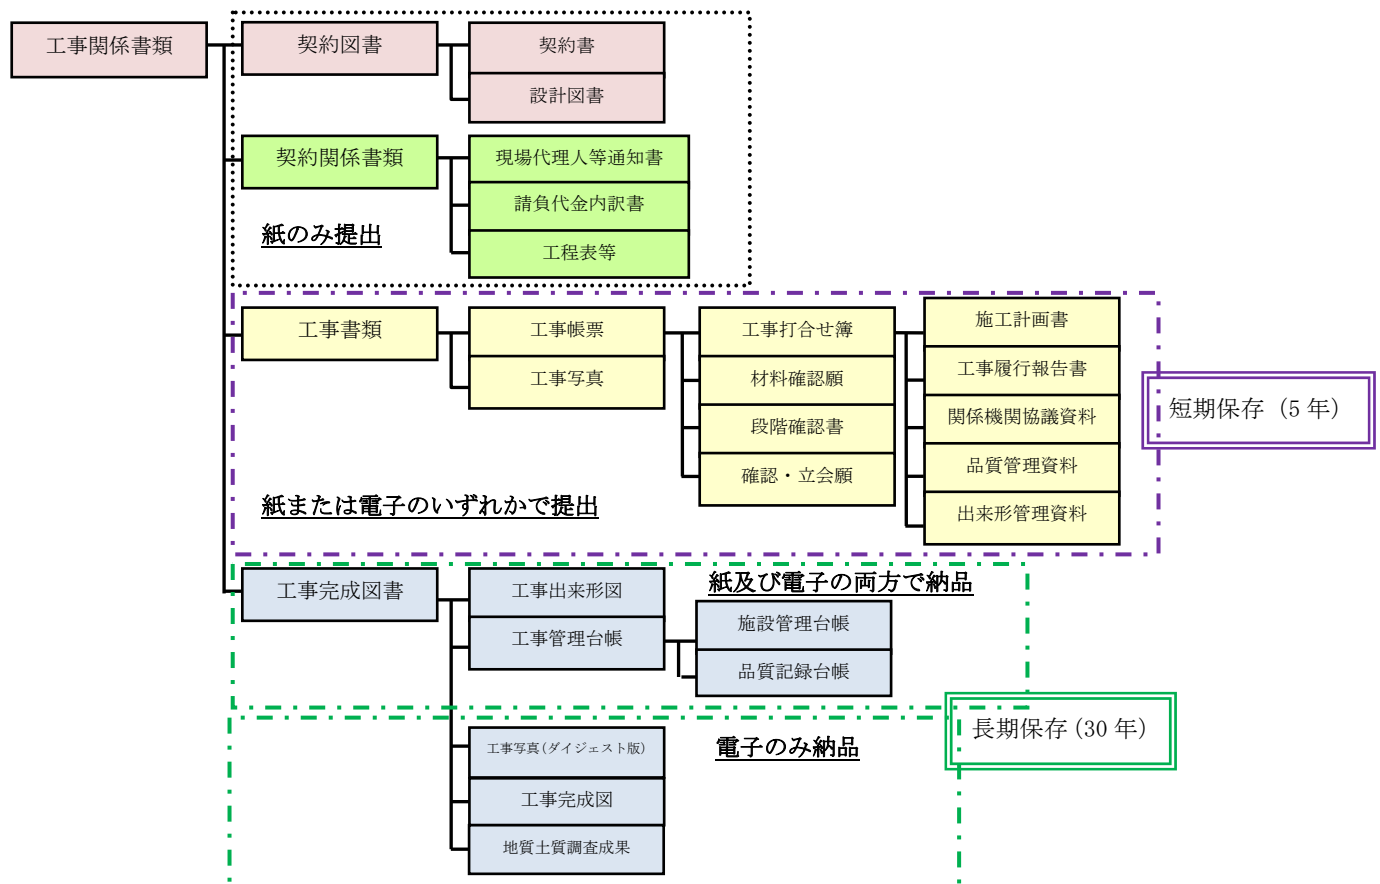 工事関係書類
契約図書
契約書
設計図書
契約関係書類
現場代理人等通知書
請負代金内訳書
工程表等
紙のみ提出
工事書類
工事帳票
工事写真
工事打合せ簿
材料確認願
段階確認書
確認・立会願
施工計画書
工事履行報告書
関係機関協議資料
品質管理資料
出来形管理資料
短期保存（5 年）
紙または電子のいずれかで提出
工事完成図書
工事出来形図
工事管理台帳
紙及び電子の両方で納品
施設管理台帳
品質記録台帳
長期保存（30 年）
電子のみ納品
工事写真（ダイジェスト版）
工事完成図
地質土質調査成果